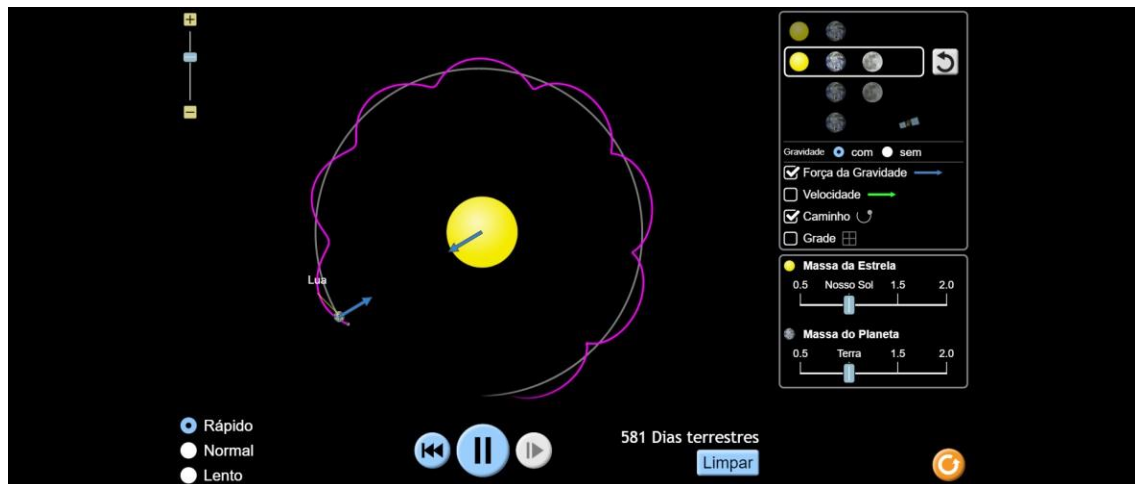 Gravidade com sem
Força da Gravidade
Velocidade
Caminho
Grade
Massa da Estrela
0.5 Nosso Sol 1.5 2.0
Massa do Planeta
0.5 Terra 1.5 2.0
Lua
Rápido
Normal
Lento
581 Dias terrestres
Limpar